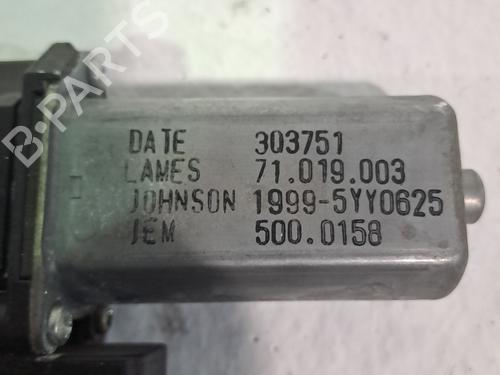 B-PARTS
DATE 303751
LAMES 71.019.003
JOHNSON 1999-5YY0625
JEM 500.0158